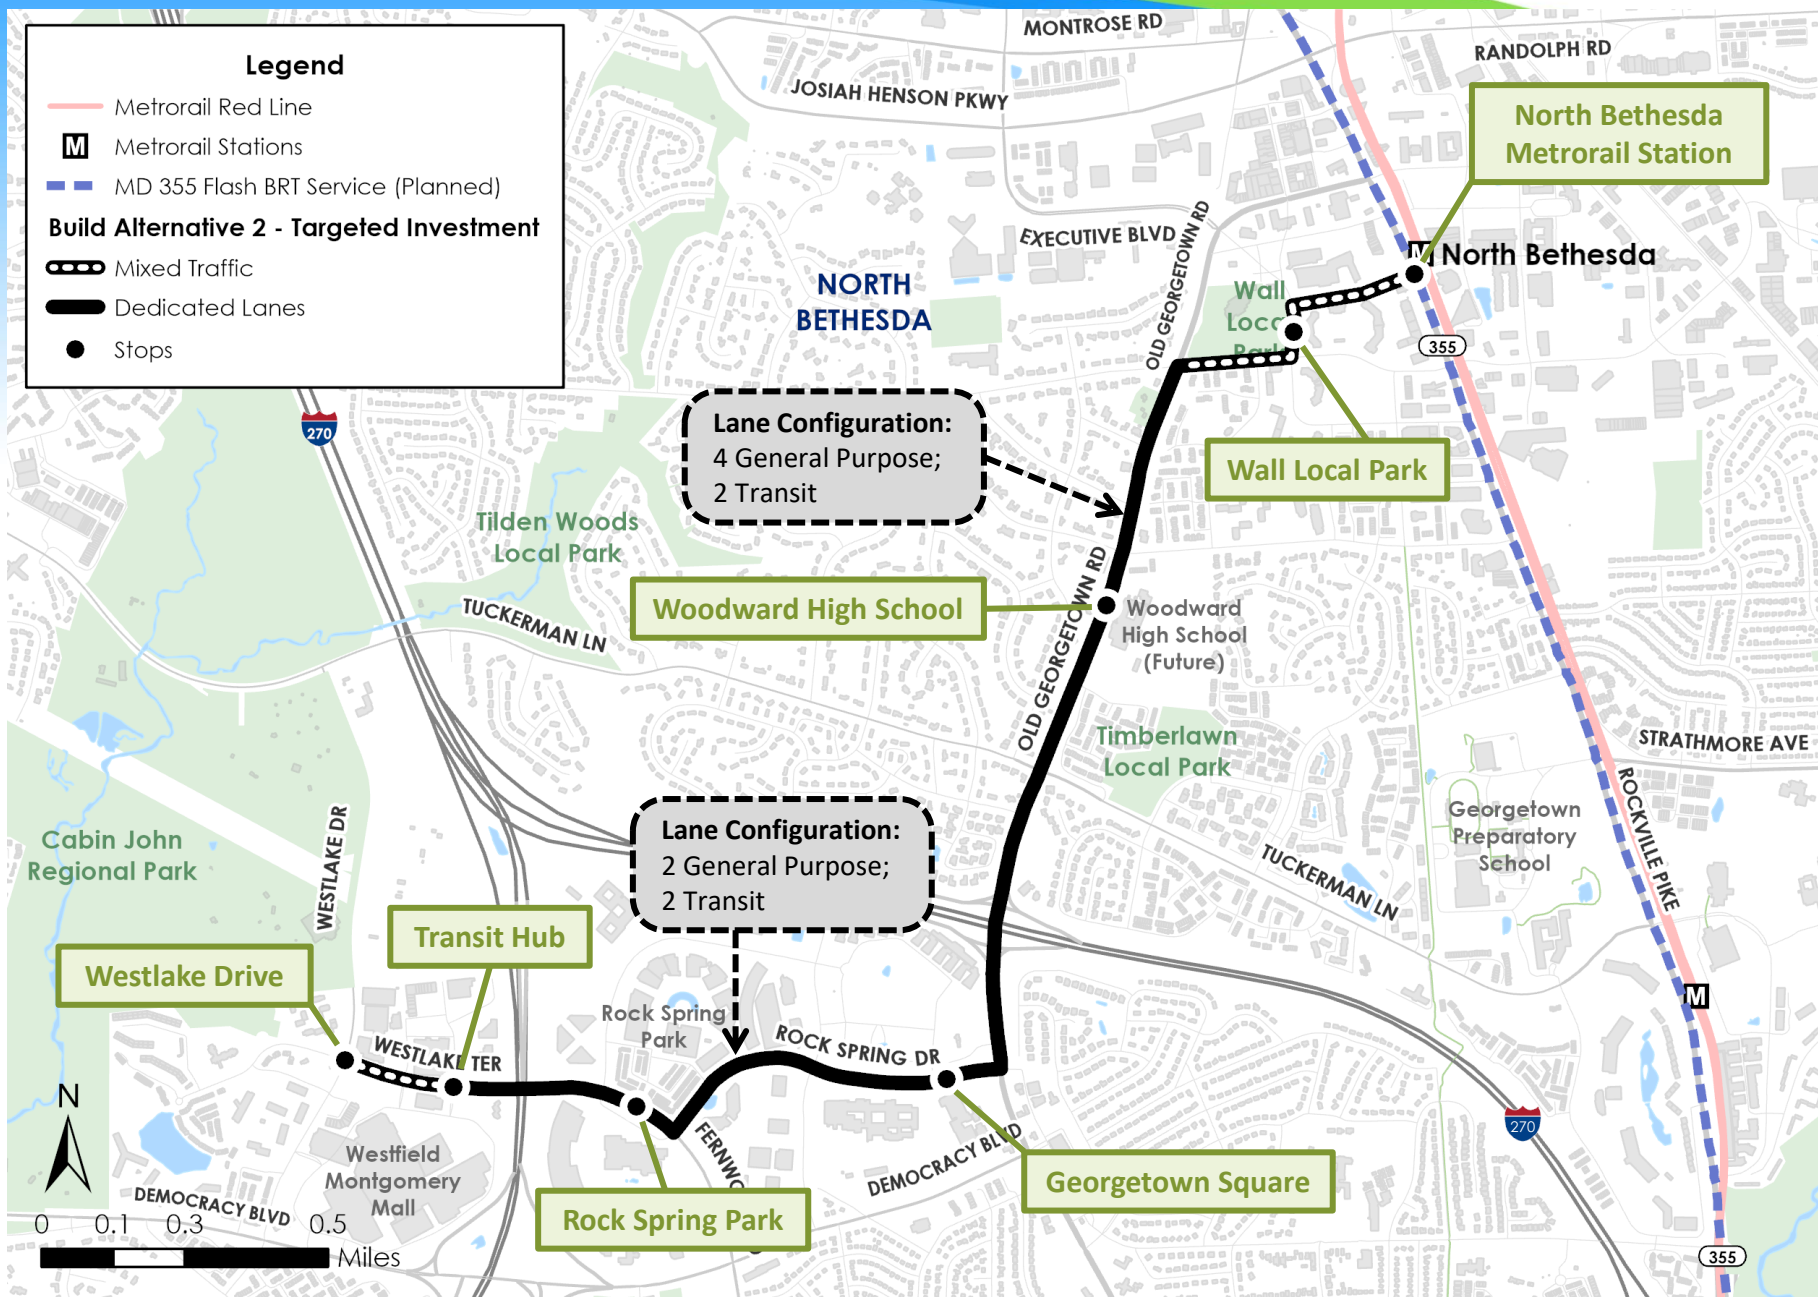 Legend
Metrorail Red Line
M
Metrorail Stations
MD 355 Flash BRT Service (Planned)
Build Alternative 2 - Targeted Investment
Mixed Traffic
Dedicated Lanes
Stops
MONTROSE RD
RANDOLPH RD
JOSIAH HENSON PKWY
North Bethesda
Metrorail Station
EXECUTIVE BLVD
OLD GEORGETOWN RD
M
North Bethesda
NORTH
BETHESDA
Wall
Local
Park
355
270
Lane Configuration:
4 General Purpose;
2 Transit
Wall Local Park
Tilden Woods
Local Park
TUCKERMAN LN
Woodward High School
OLD GEORGETOWN RD
Woodward
High School
(Future)
Timberlawn
Local Park
STRATHMORE AVE
ROCKVILLE PIKE
Georgetown
Preparatory
School
Cabin John
Regional Park
WESTLAKE DR
Lane Configuration:
2 General Purpose;
2 Transit
TUCKERMAN LN
Transit Hub
Westlake Drive
M
Rock Spring
Park
ROCK SPRING DR
WESTLAKE TER
N
270
FERNWO
DEMOCRACY BLVD
Westfield
Montgomery
Mall
Georgetown Square
Rock Spring Park
DEMOCRACY BLVD
0 0.1 0.3 0.5
Miles
355